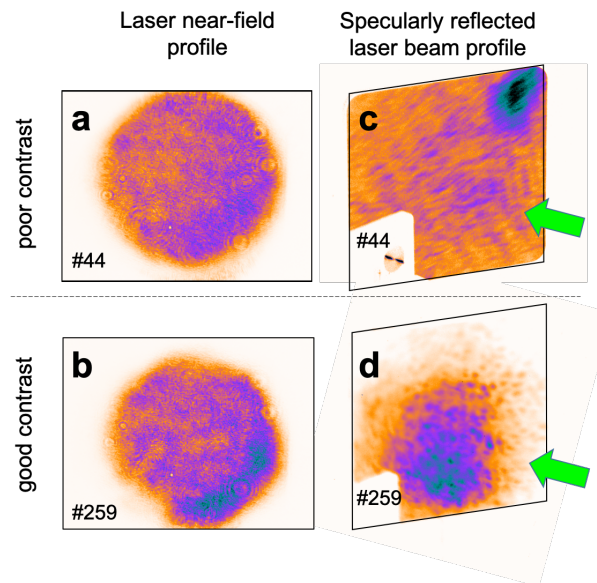 Laser near-field
profile
Specularly reflected
laser beam profile
poor contrast
a
#44
c
#44
good contrast
b
#259
d
#259